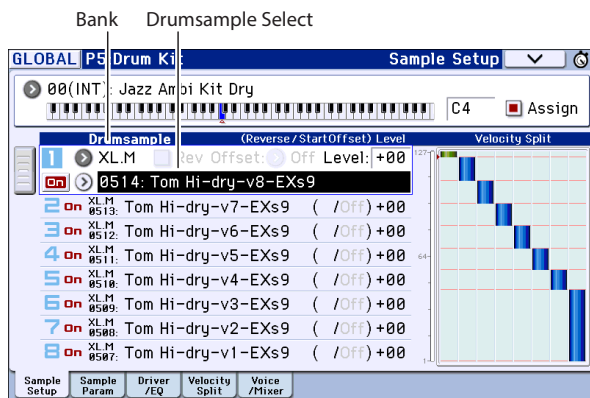 Bank Drumsample Select
GLOBAL P5 Drum Kit Sample Setup
00(INT): Jazz Ambi Kit Dry
C4 Assign
Drumsample (Reverse/StartOffset) Level Velocity Split
1 XL.M Rev Offset: Off Level: +00 127
On 0514: Tom Hi-dry-v8-EXs9
2 On XL.M 0513: Tom Hi-dry-v7-EXs9 ( /Off) +00
3 On XL.M 0512: Tom Hi-dry-v6-EXs9 ( /Off) +00
4 On XL.M 0511: Tom Hi-dry-v5-EXs9 ( /Off) +00 64
5 On XL.M 0510: Tom Hi-dry-v4-EXs9 ( /Off) +00
6 On XL.M 0509: Tom Hi-dry-v3-EXs9 ( /Off) +00
7 On XL.M 0508: Tom Hi-dry-v2-EXs9 ( /Off) +00
8 On XL.M 0507: Tom Hi-dry-v1-EXs9 ( /Off) +00 1
Sample Setup Sample Param Driver /EQ Velocity Split Voice /Mixer